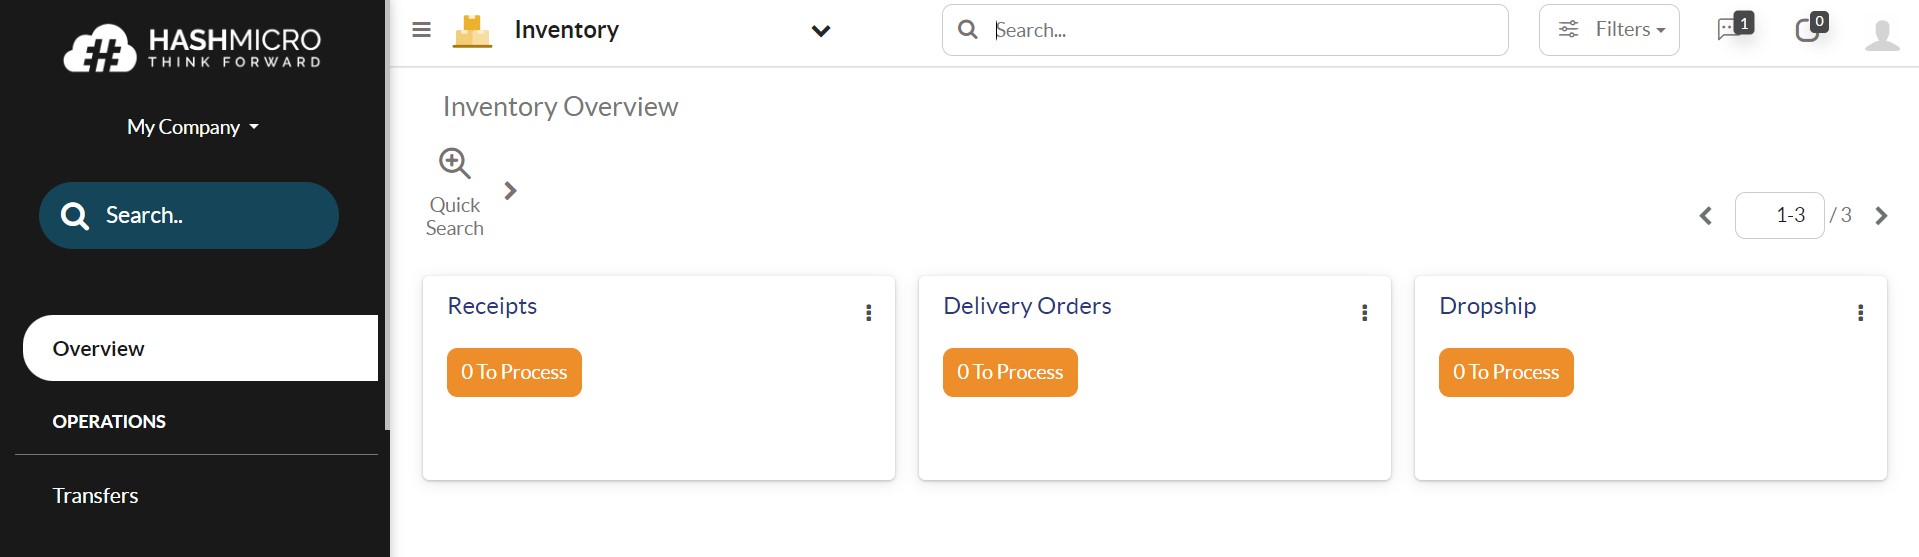 HASHMICRO
THINK FORWARD
My Company
Search..
Overview
OPERATIONS
Transfers
Inventory
Search...
Filters
1
0
Inventory Overview
Quick
Search
1-3 / 3
Receipts
0 To Process
Delivery Orders
0 To Process
Dropship
0 To Process